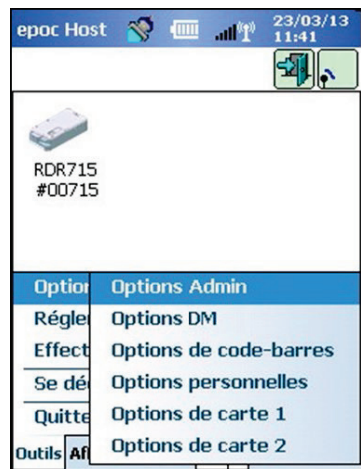 epoc Host 23/03/13
11:41
RDR715
#00715
Options Admin
Options DM
Options de code-barres
Options personnelles
Options de carte 1
Options de carte 2
Outils